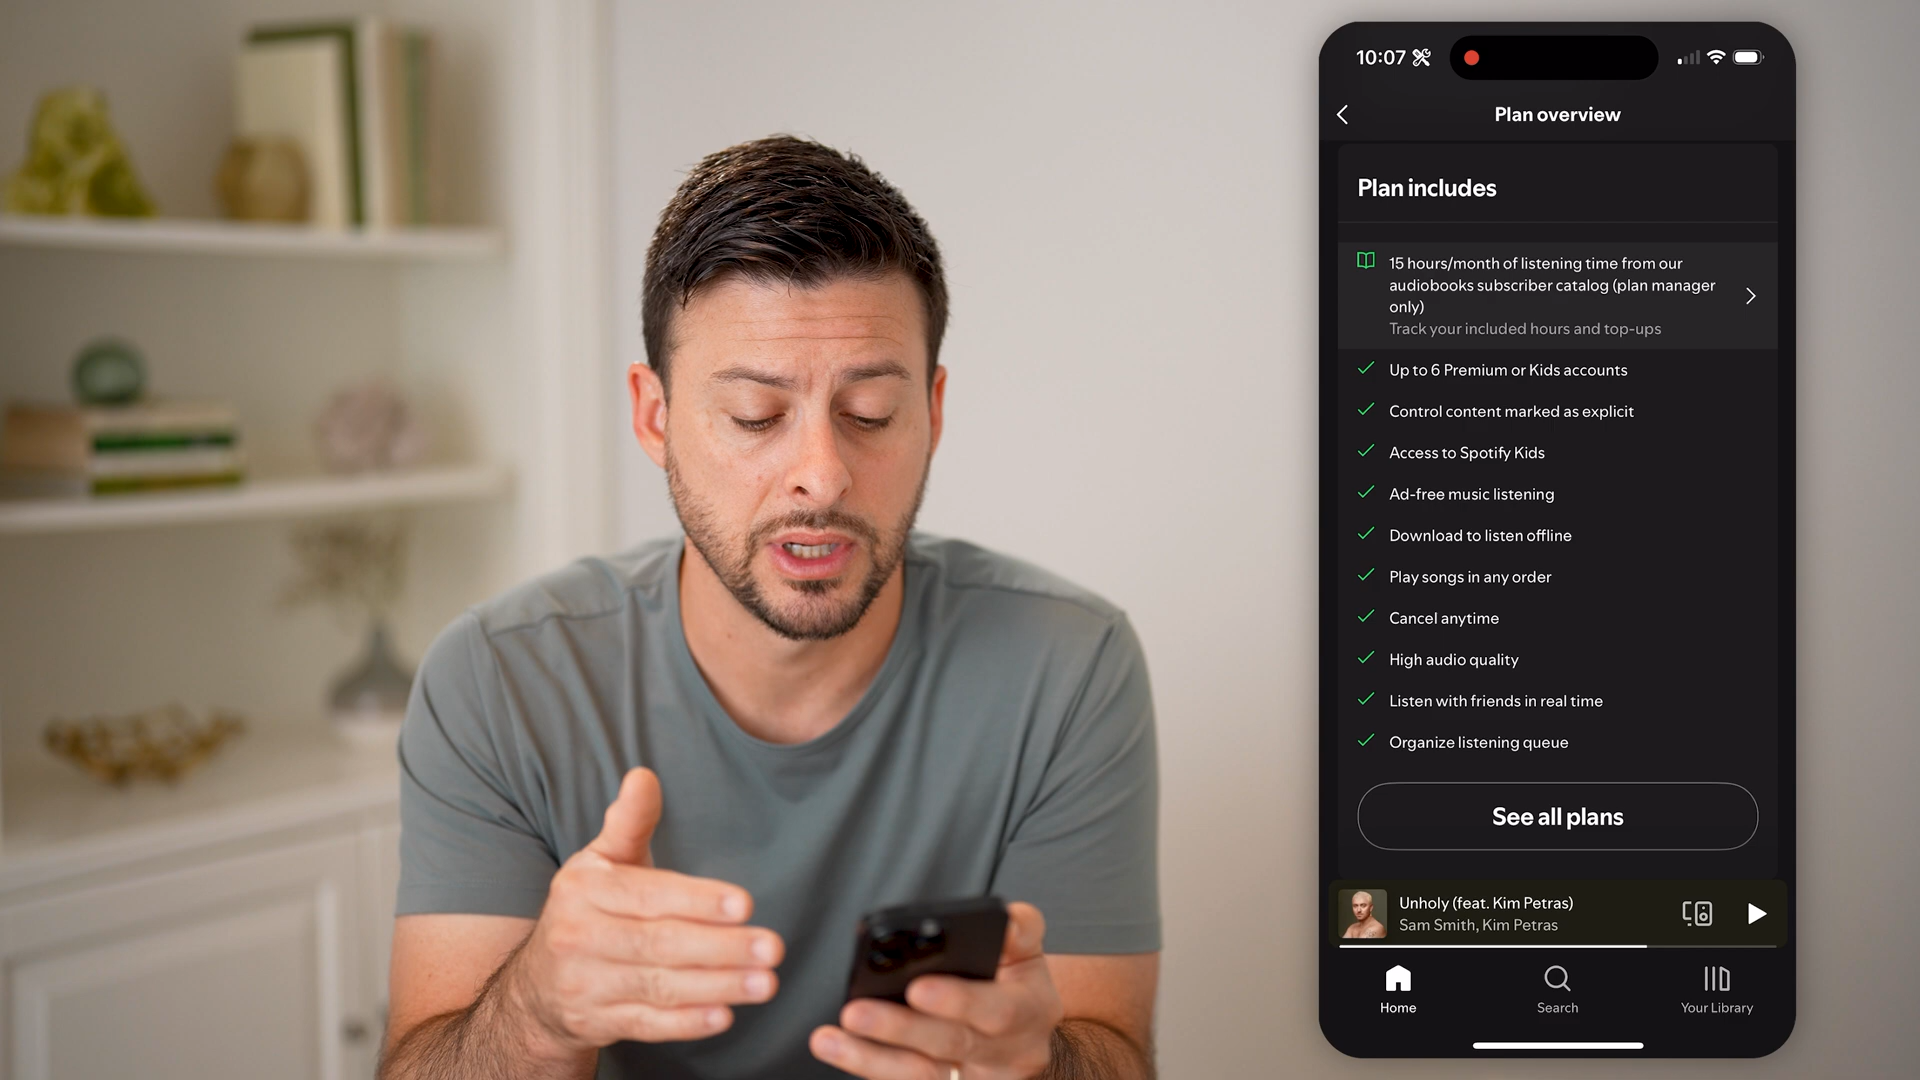 10:07
Plan overview
Plan includes
15 hours/month of listening time from our
audiobooks subscriber catalog (plan manager
only)
Track your included hours and top-ups
Up to 6 Premium or Kids accounts
Control content marked as explicit
Access to Spotify Kids
Ad-free music listening
Download to listen offline
Play songs in any order
Cancel anytime
High audio quality
Listen with friends in real time
Organize listening queue
See all plans
Unholy (feat. Kim Petras)
Sam Smith, Kim Petras
Home
Search
Your Library